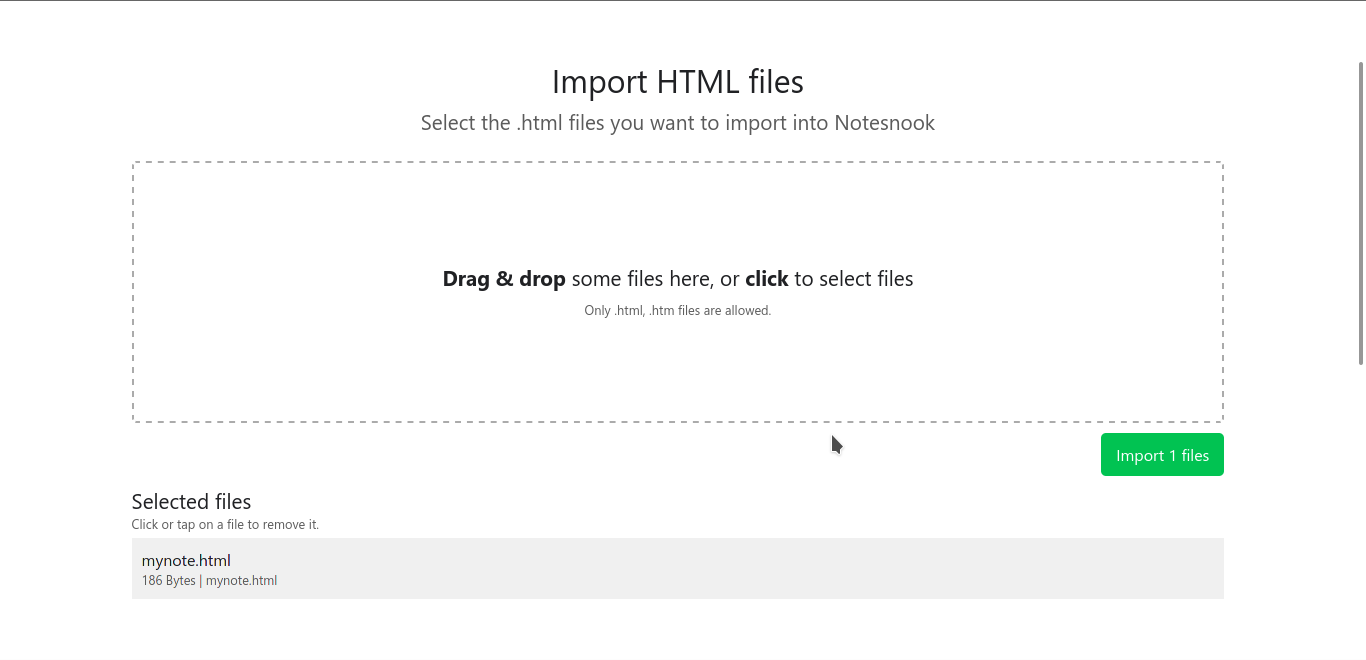 Import HTML files
Select the .html files you want to import into Notesnook
Drag & drop some files here, or click to select files
Only .html, .htm files are allowed.
Import 1 files
Selected files
Click or tap on a file to remove it.
mynote.html
186 Bytes | mynote.html